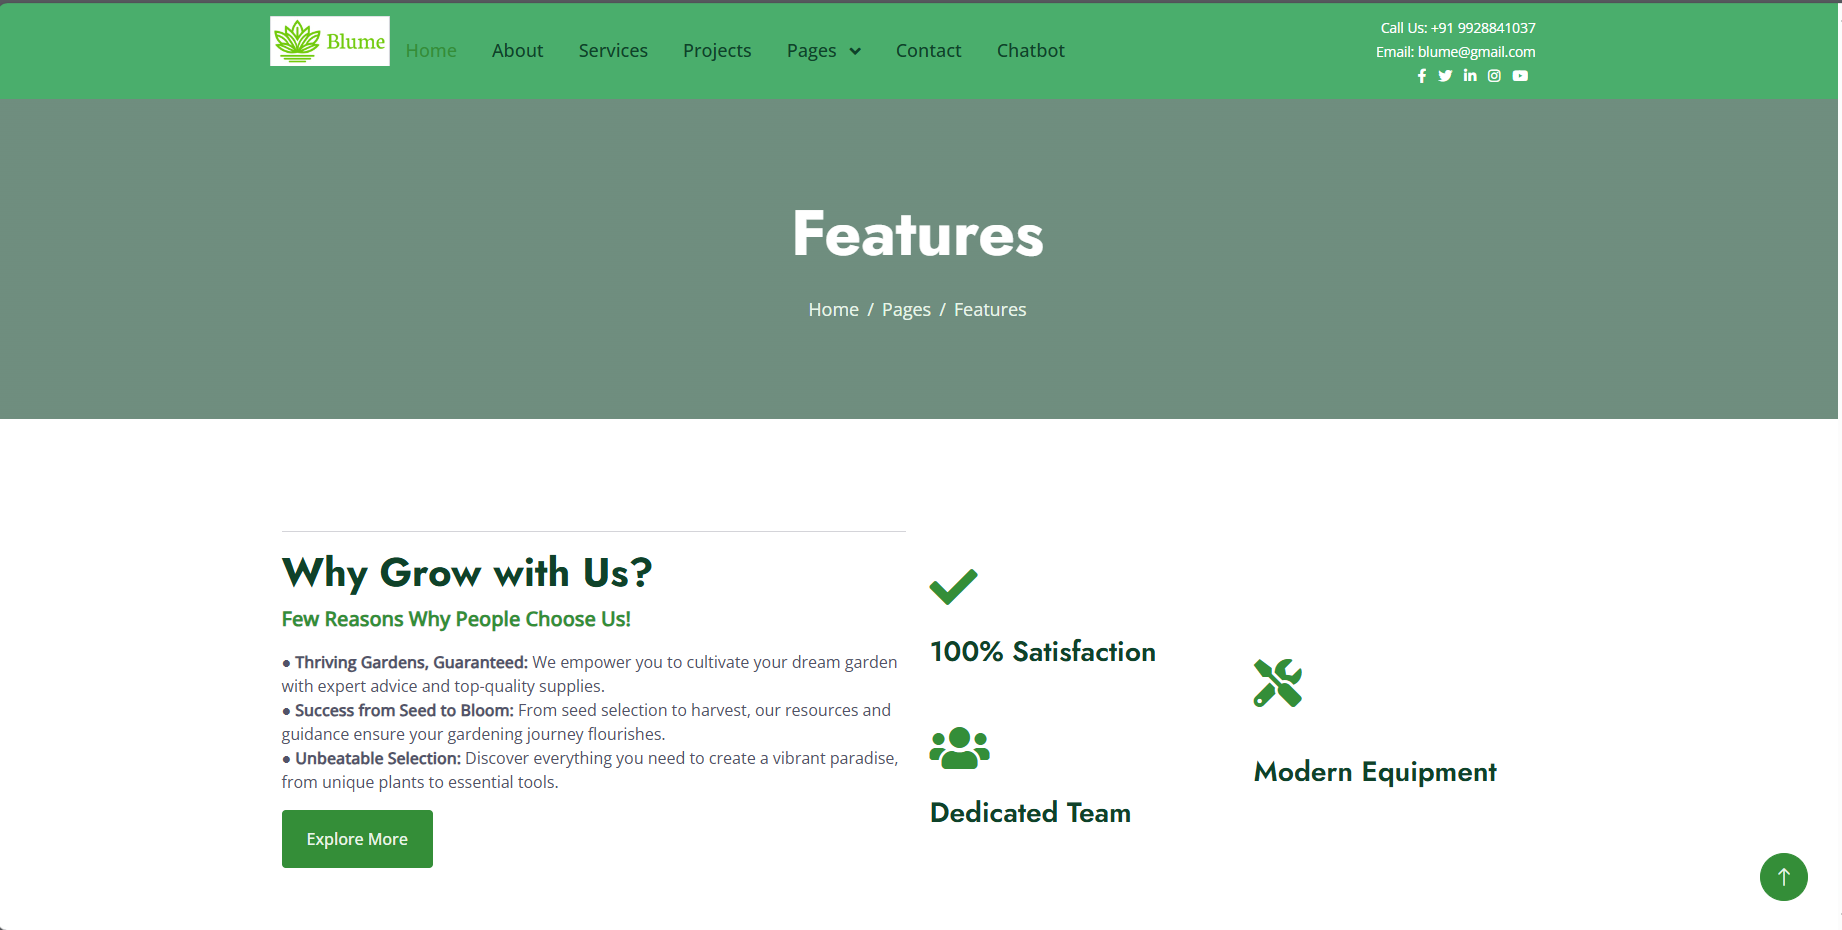 Blume
Home About Services Projects Pages Contact Chatbot
Call Us: +91 9928841037
Email: blume@gmail.com
Features
Home / Pages / Features
Why Grow with Us?
Few Reasons Why People Choose Us!
● Thriving Gardens, Guaranteed: We empower you to cultivate your dream garden
with expert advice and top-quality supplies.
● Success from Seed to Bloom: From seed selection to harvest, our resources and
guidance ensure your gardening journey flourishes.
● Unbeatable Selection: Discover everything you need to create a vibrant paradise,
from unique plants to essential tools.
Explore More
100% Satisfaction
Dedicated Team
Modern Equipment